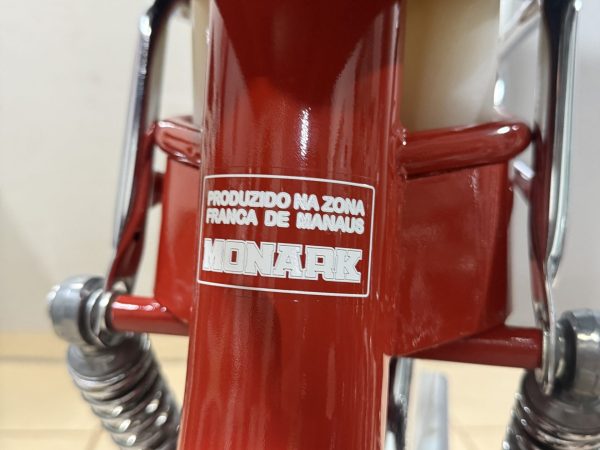 PRODUZIDO NA ZONA
FRANCA DE MANAUS
MONARK